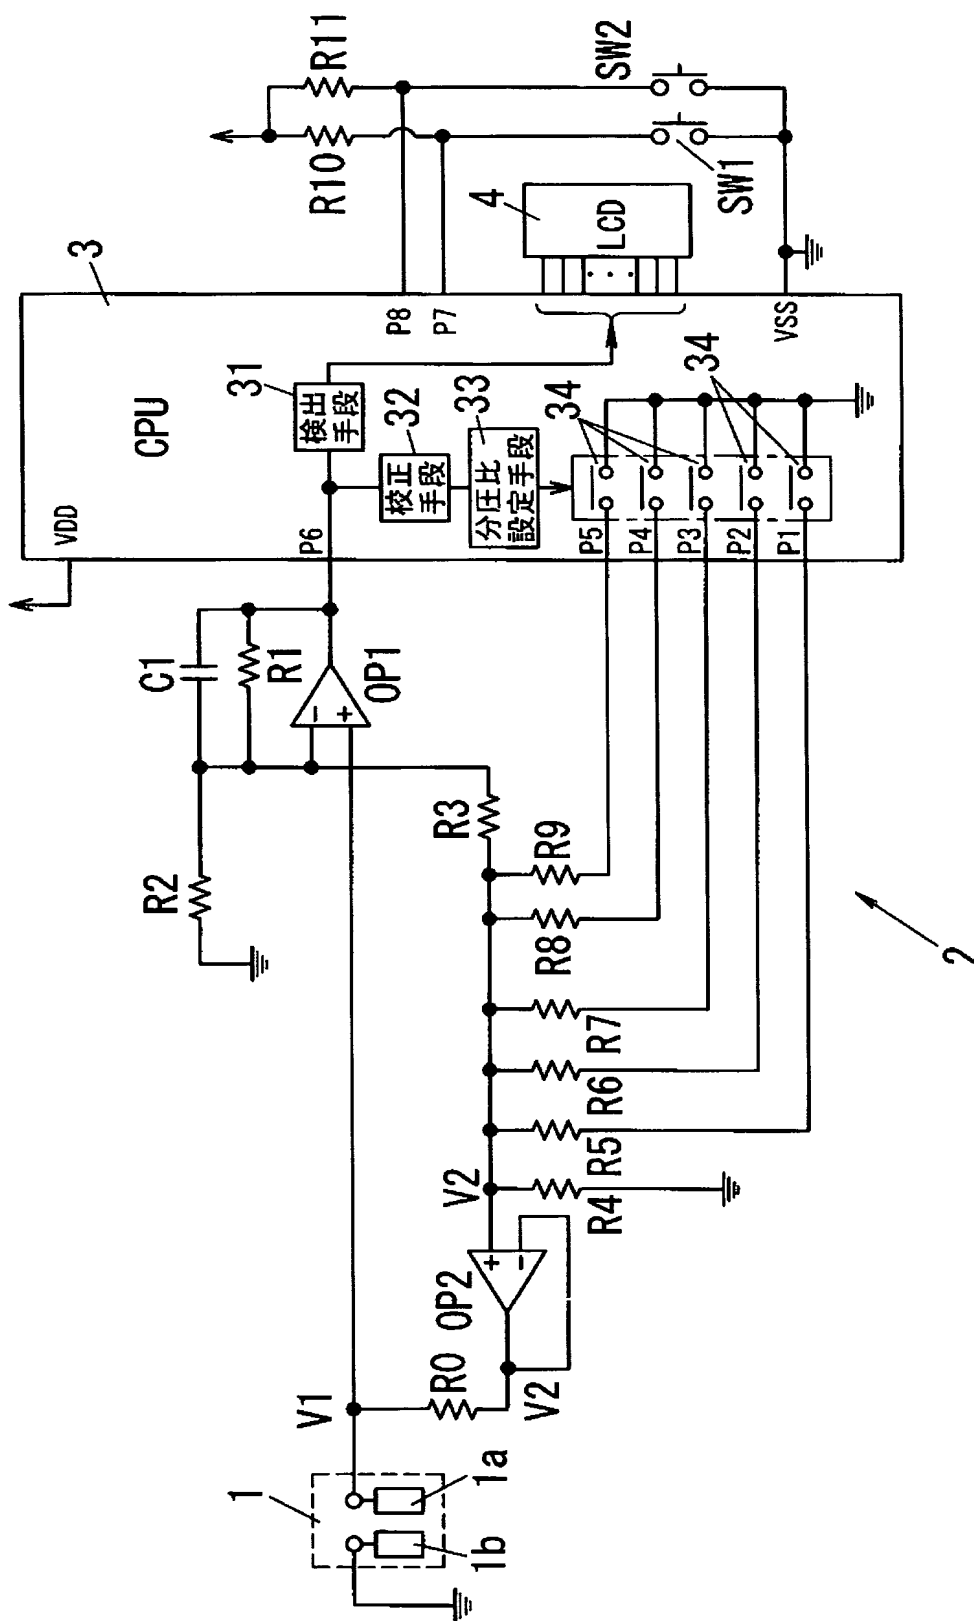 3
CPU
VDD
P6
検出
手段
31
校正
手段
32
分圧比
設定手段
33
34
34
P5
P4
P3
P2
P1
P8
P7
VSS
R11
R10
SW2
SW1
4
LCD
C1
R1
OP1
R2
R3
R9
R8
R7
R6
R5
R4
V2
OP2
V2
R0
V1
1
1a
1b
2